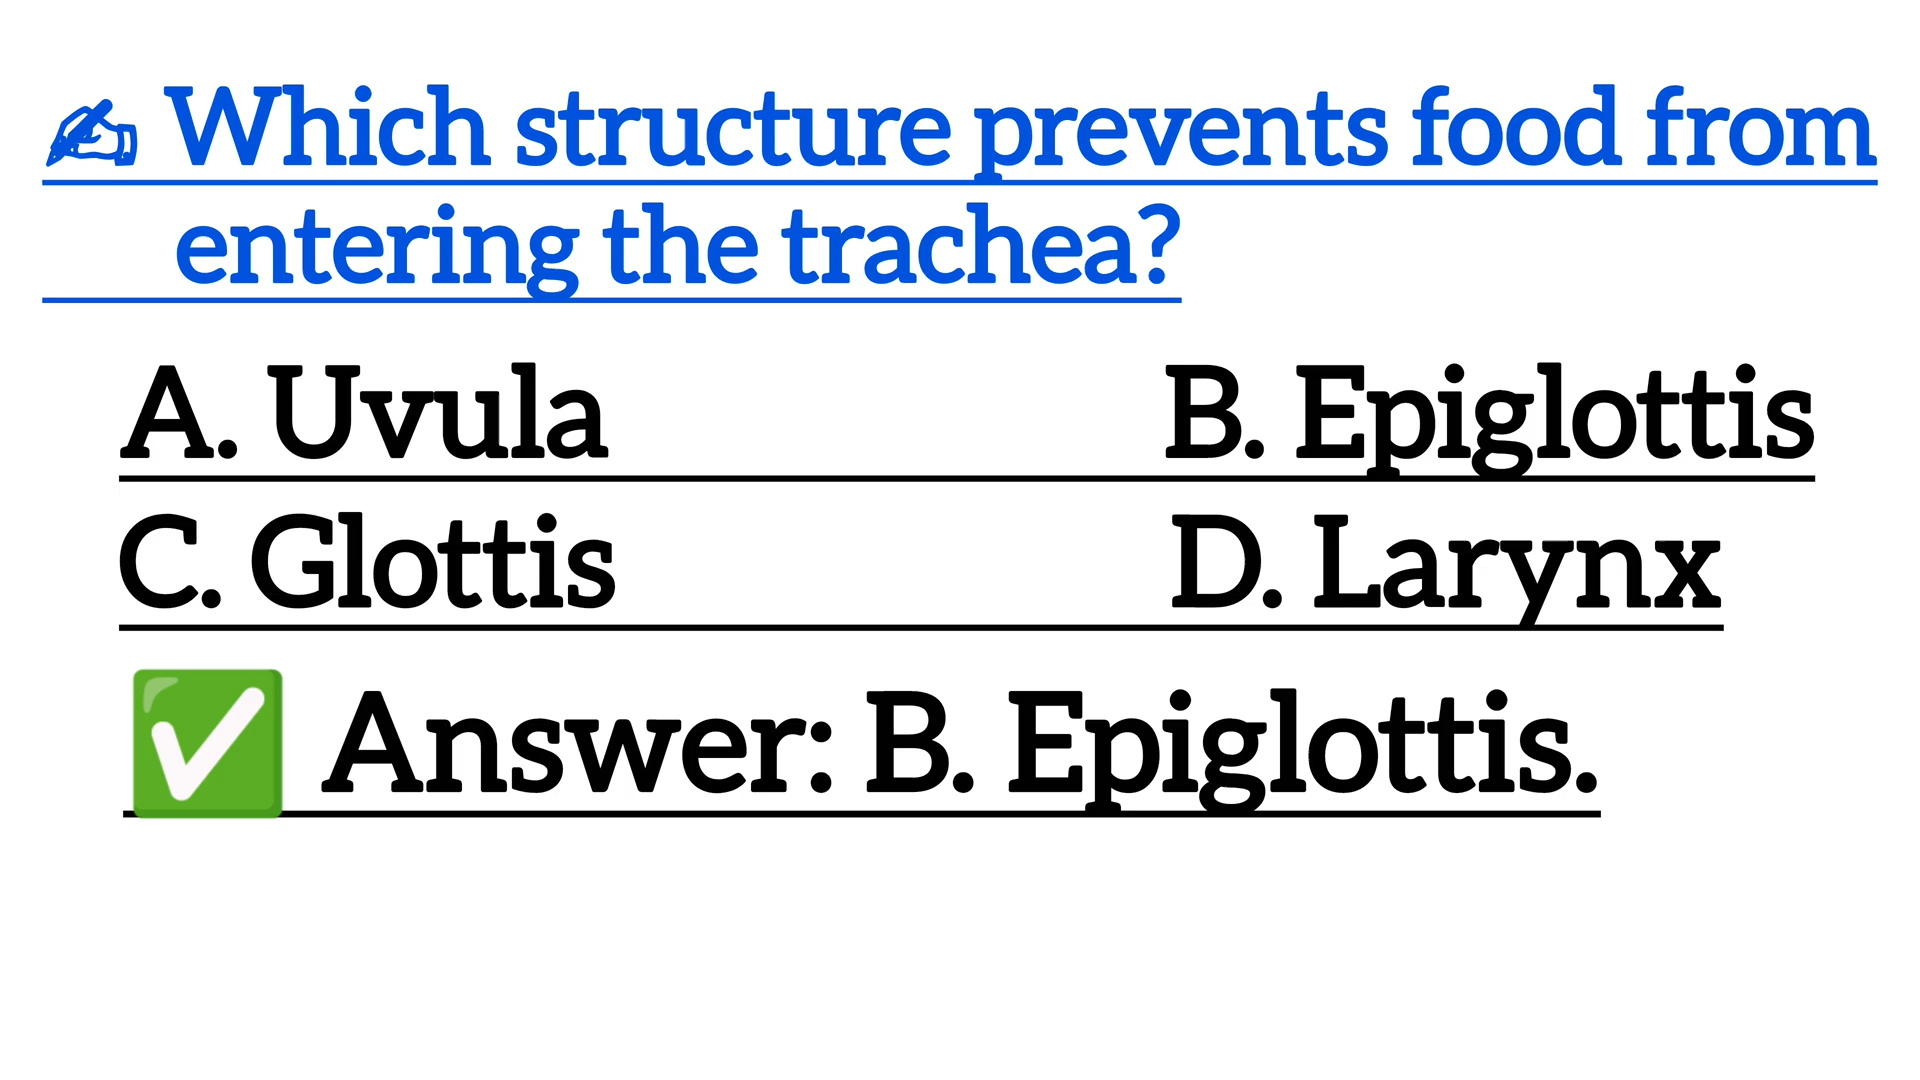 ✍ Which structure prevents food from
entering the trachea?
A. Uvula B. Epiglottis
C. Glottis D. Larynx
✅ Answer: B. Epiglottis.